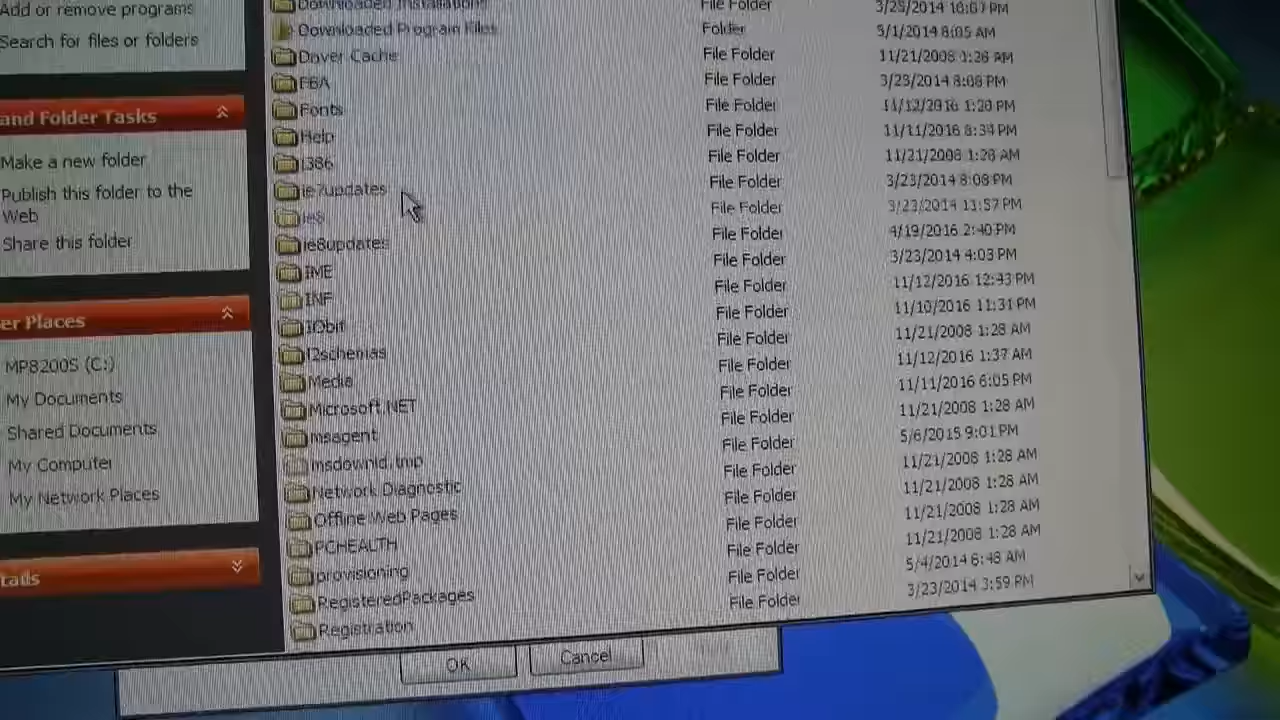 Add or remove programs
Search for files or folders
and Folder Tasks
Make a new folder
Publish this folder to the
Web
Share this folder
er Places
MP8200S (C:)
My Documents
Shared Documents
My Computer
My Network Places
tails
Downloaded Installations File Folder
Downloaded Program Files Folder 5/1/2014 8:05 AM
Driver Cache File Folder 11/21/2008 1:28 AM
File Folder 3/23/2014 8:08 PM
Fonts File Folder 11/12/2016 1:20 PM
Help File Folder 11/11/2016 8:34 PM
I386 File Folder 11/21/2008 1:28 AM
ie7updates File Folder 3/23/2014 8:08 PM
ie8 File Folder 3/23/2014 11:57 PM
ie8updates File Folder 4/19/2016 2:40 PM
IME File Folder 3/23/2014 4:03 PM
INF File Folder 11/12/2016 12:43 PM
IObit File Folder 11/10/2016 11:31 PM
l2schemas File Folder 11/21/2008 1:28 AM
Media File Folder 11/12/2016 1:37 AM
Microsoft.NET File Folder 11/11/2016 6:05 PM
msagent File Folder 11/21/2008 1:28 AM
msdownld.tmp File Folder 5/6/2015 9:01 PM
Network Diagnostic File Folder 11/21/2008 1:28 AM
Offline Web Pages File Folder 11/21/2008 1:28 AM
PCHEALTH File Folder 11/21/2008 1:28 AM
provisioning File Folder 11/21/2008 1:28 AM
RegisteredPackages File Folder 5/4/2014 6:48 AM
Registration File Folder 3/23/2014 3:59 PM
OK Cancel